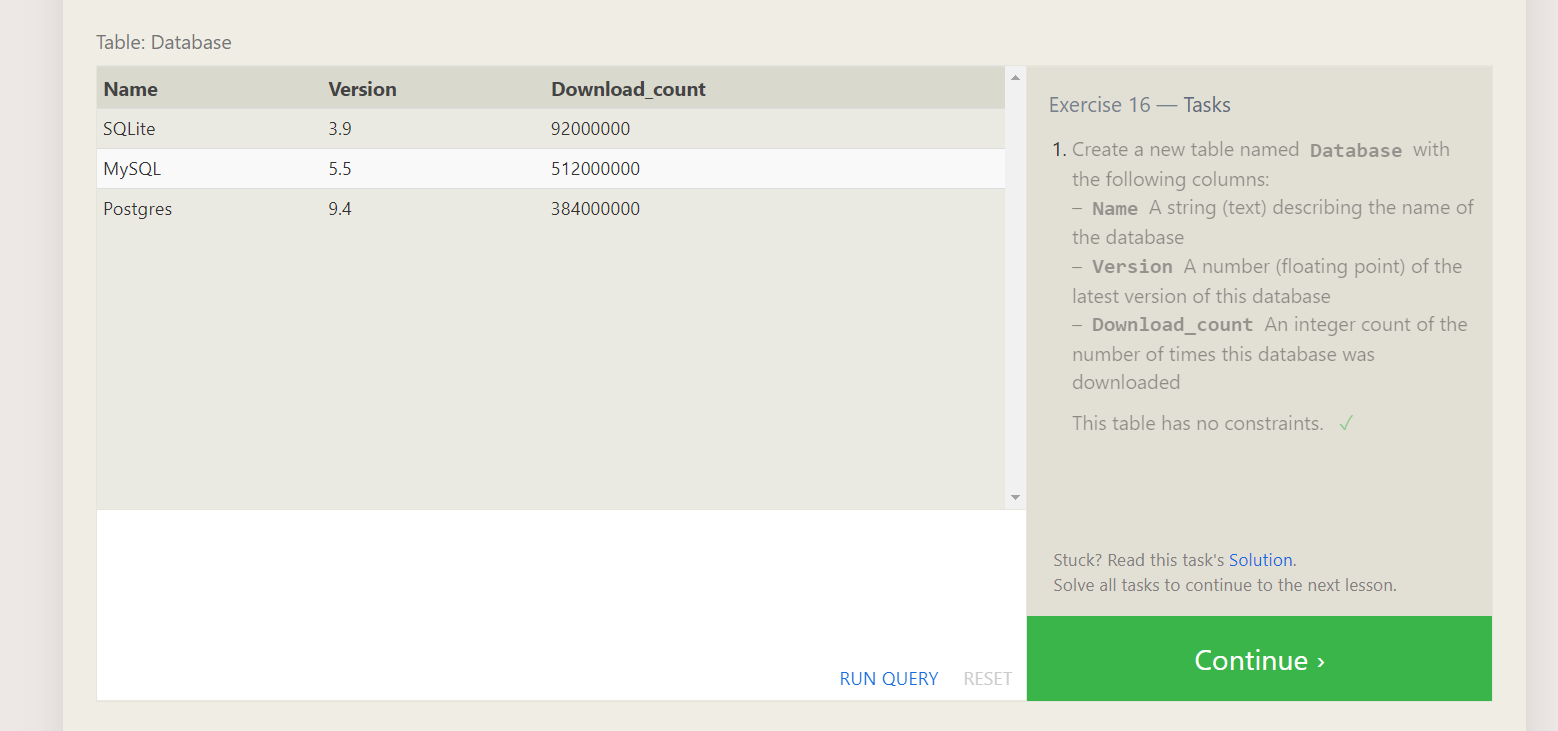 Table: Database
Name Version Download_count
SQLite 3.9 92000000
MySQL 5.5 512000000
Postgres 9.4 384000000
RUN QUERY RESET
Exercise 16 — Tasks
1. Create a new table named Database with
the following columns:
– Name A string (text) describing the name of
the database
– Version A number (floating point) of the
latest version of this database
– Download_count An integer count of the
number of times this database was
downloaded
This table has no constraints. ✓
Stuck? Read this task's Solution.
Solve all tasks to continue to the next lesson.
Continue ›